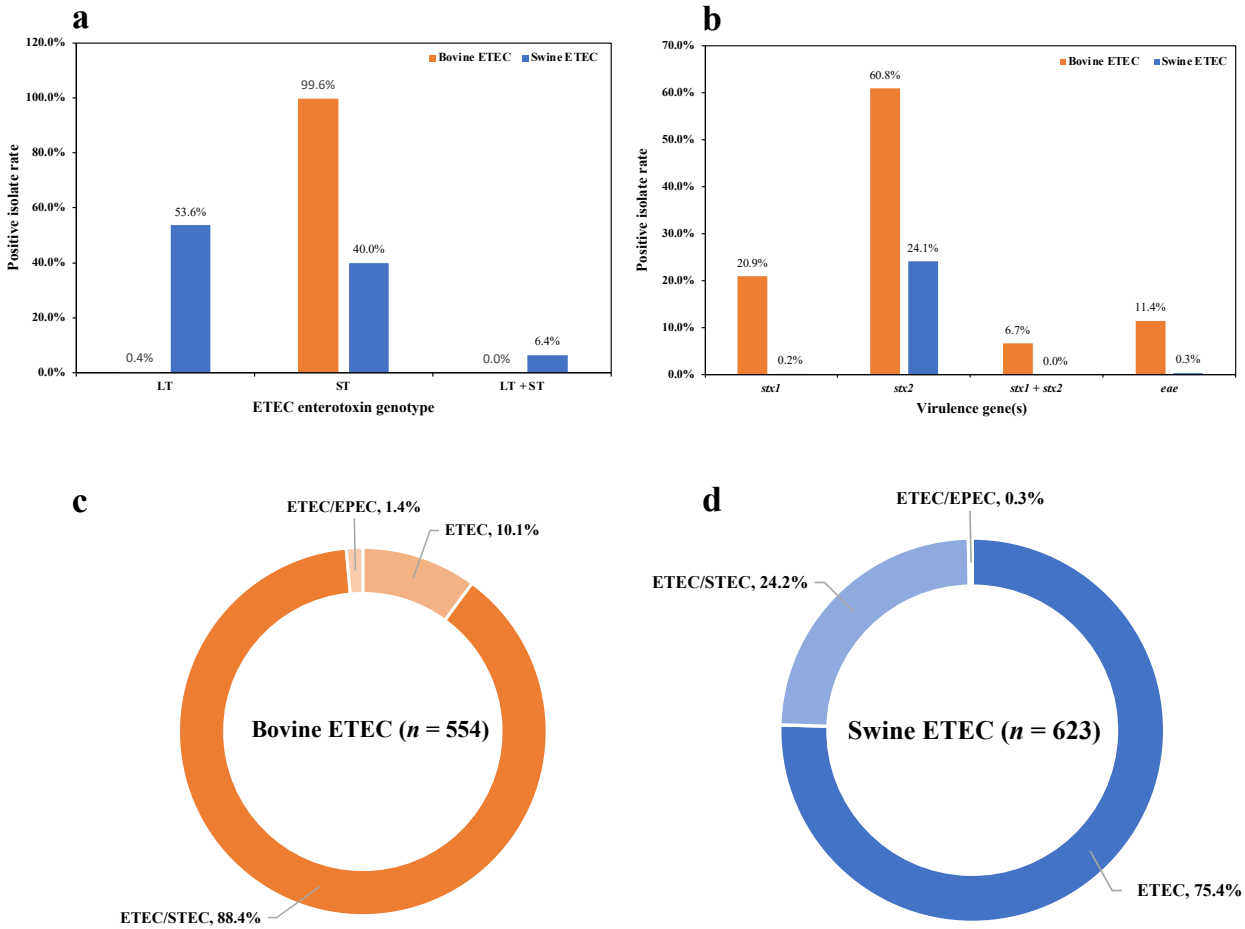 a
120.0%
100.0%
80.0%
60.0%
40.0%
20.0%
0.0%
Positive isolate rate
Bovine ETEC Swine ETEC
0.4%
53.6%
99.6%
40.0%
0.0%
6.4%
LT ST LT + ST
ETEC enterotoxin genotype
b
70.0%
60.0%
50.0%
40.0%
30.0%
20.0%
10.0%
0.0%
Positive isolate rate
Bovine ETEC Swine ETEC
20.9%
0.2%
60.8%
24.1%
6.7%
0.0%
11.4%
0.3%
stx1 stx2 stx1 + stx2 eae
Virulence gene(s)
c
ETEC/EPEC, 1.4%
ETEC, 10.1%
Bovine ETEC (n = 554)
ETEC/STEC, 88.4%
d
ETEC/EPEC, 0.3%
ETEC/STEC, 24.2%
Swine ETEC (n = 623)
ETEC, 75.4%